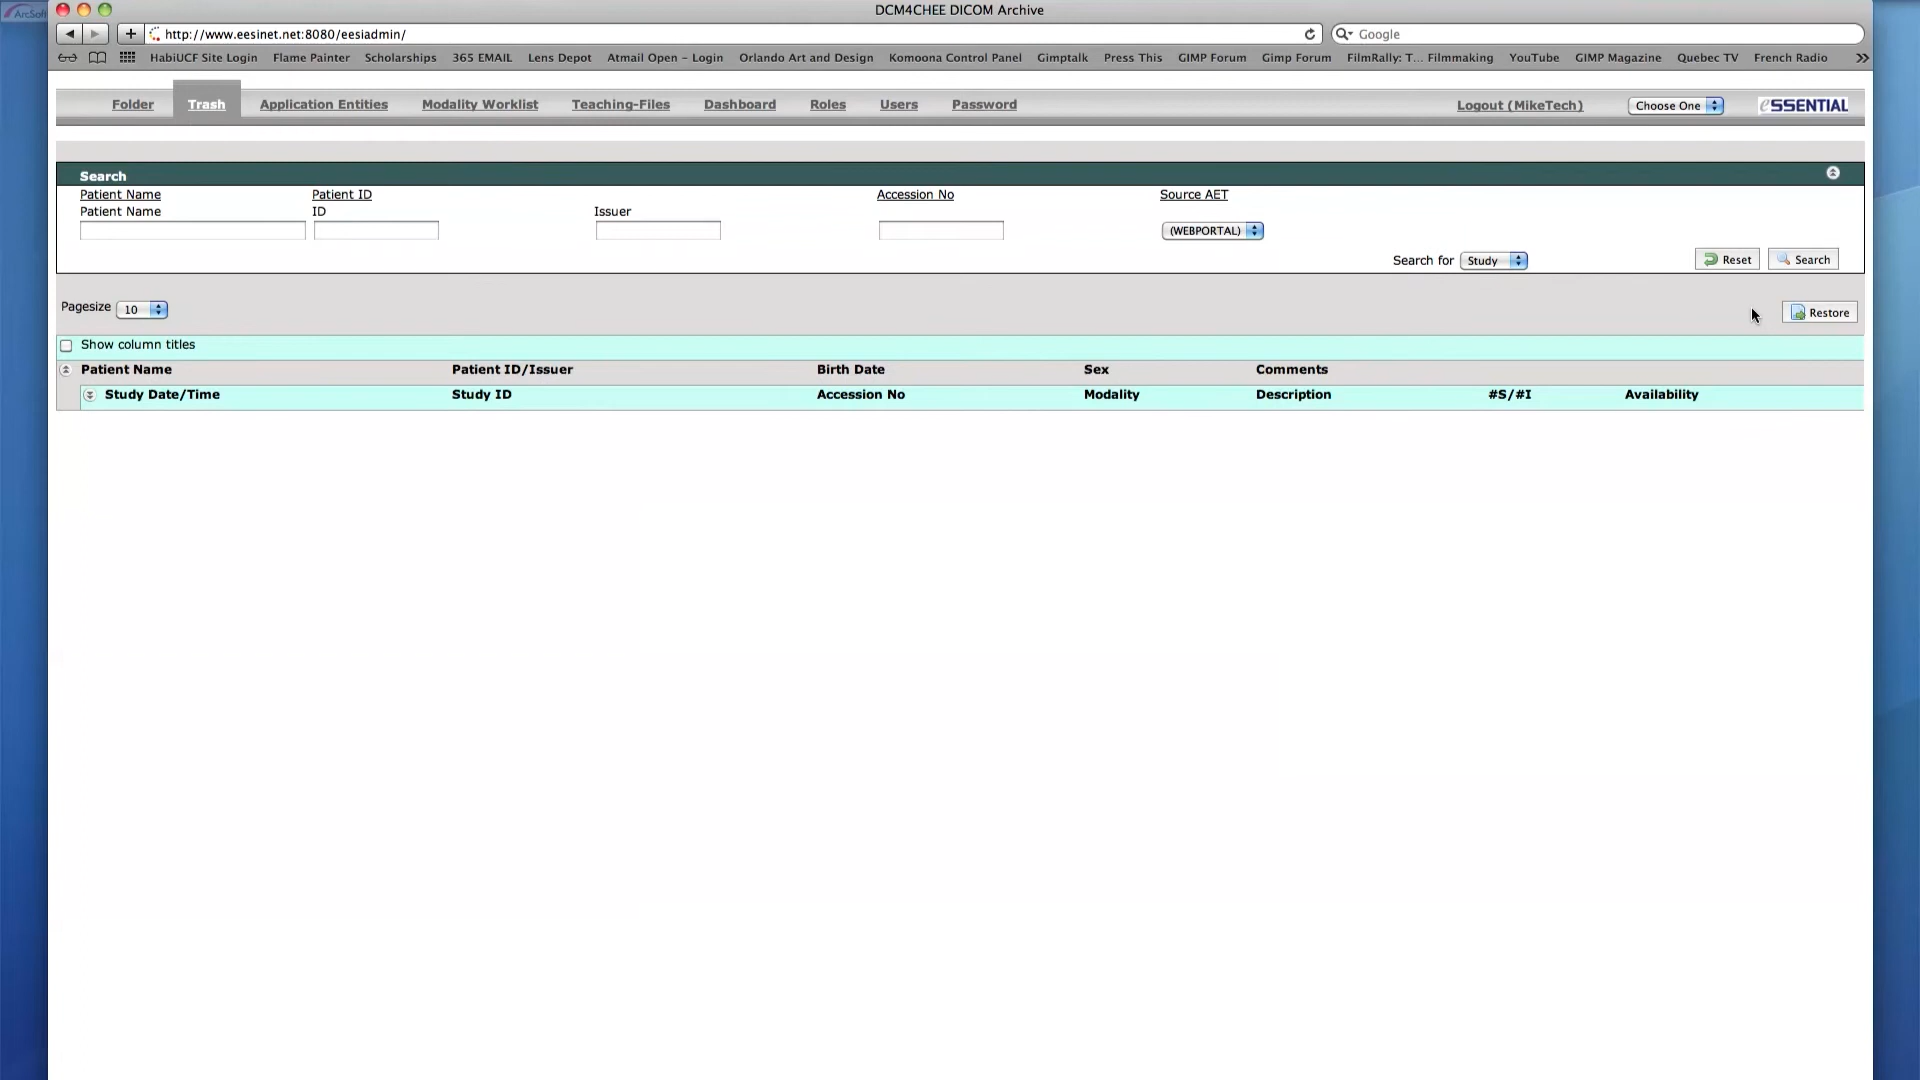 ArcSoft
DCM4CHEE DICOM Archive
http://www.eesinet.net:8080/eesiadmin/
Google
HabiUCF Site Login Flame Painter Scholarships 365 EMAIL Lens Depot Atmail Open – Login Orlando Art and Design Komoona Control Panel Gimptalk Press This GIMP Forum Gimp Forum FilmRally: T... Filmmaking YouTube GIMP Magazine Quebec TV French Radio
Folder Trash Application Entities Modality Worklist Teaching-Files Dashboard Roles Users Password Logout (MikeTech) Choose One eSSENTIAL
Search
Patient Name Patient ID Accession No Source AET
Patient Name ID Issuer
(WEBPORTAL)
Search for Study Reset Search
Pagesize 10 Restore
Show column titles
Patient Name Patient ID/Issuer Birth Date Sex Comments
Study Date/Time Study ID Accession No Modality Description #S/#I Availability